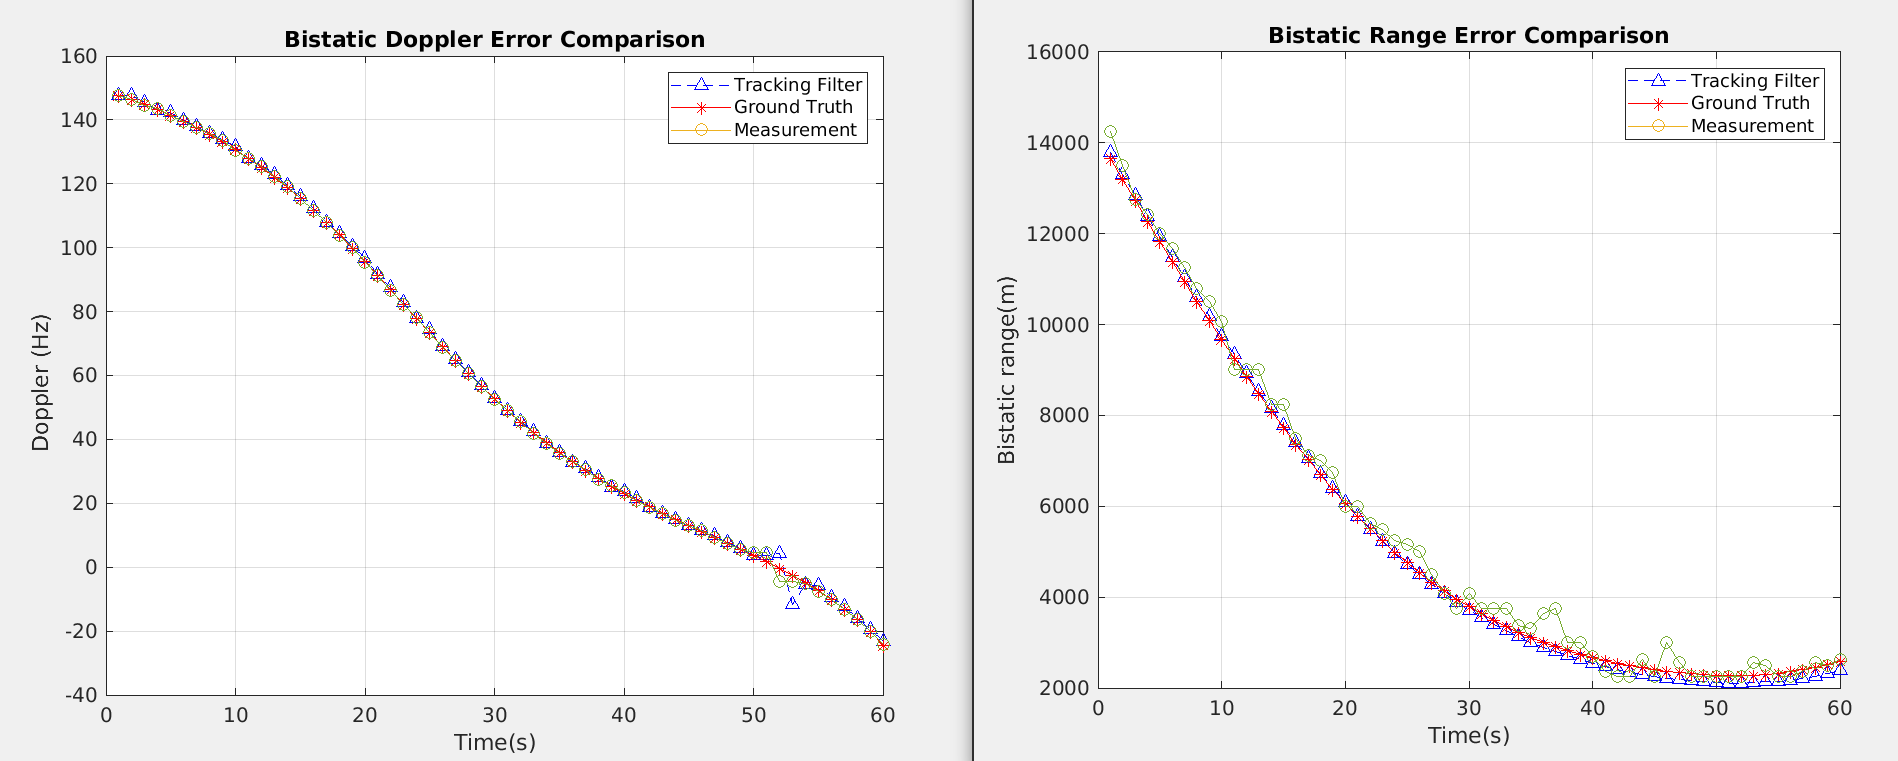 Bistatic Doppler Error Comparison
Tracking Filter
Ground Truth
Measurement
160
140
120
100
80
60
40
20
0
-20
-40
Doppler (Hz)
0 10 20 30 40 50 60
Time(s)
Bistatic Range Error Comparison
Tracking Filter
Ground Truth
Measurement
16000
14000
12000
10000
8000
6000
4000
2000
Bistatic range(m)
0 10 20 30 40 50 60
Time(s)